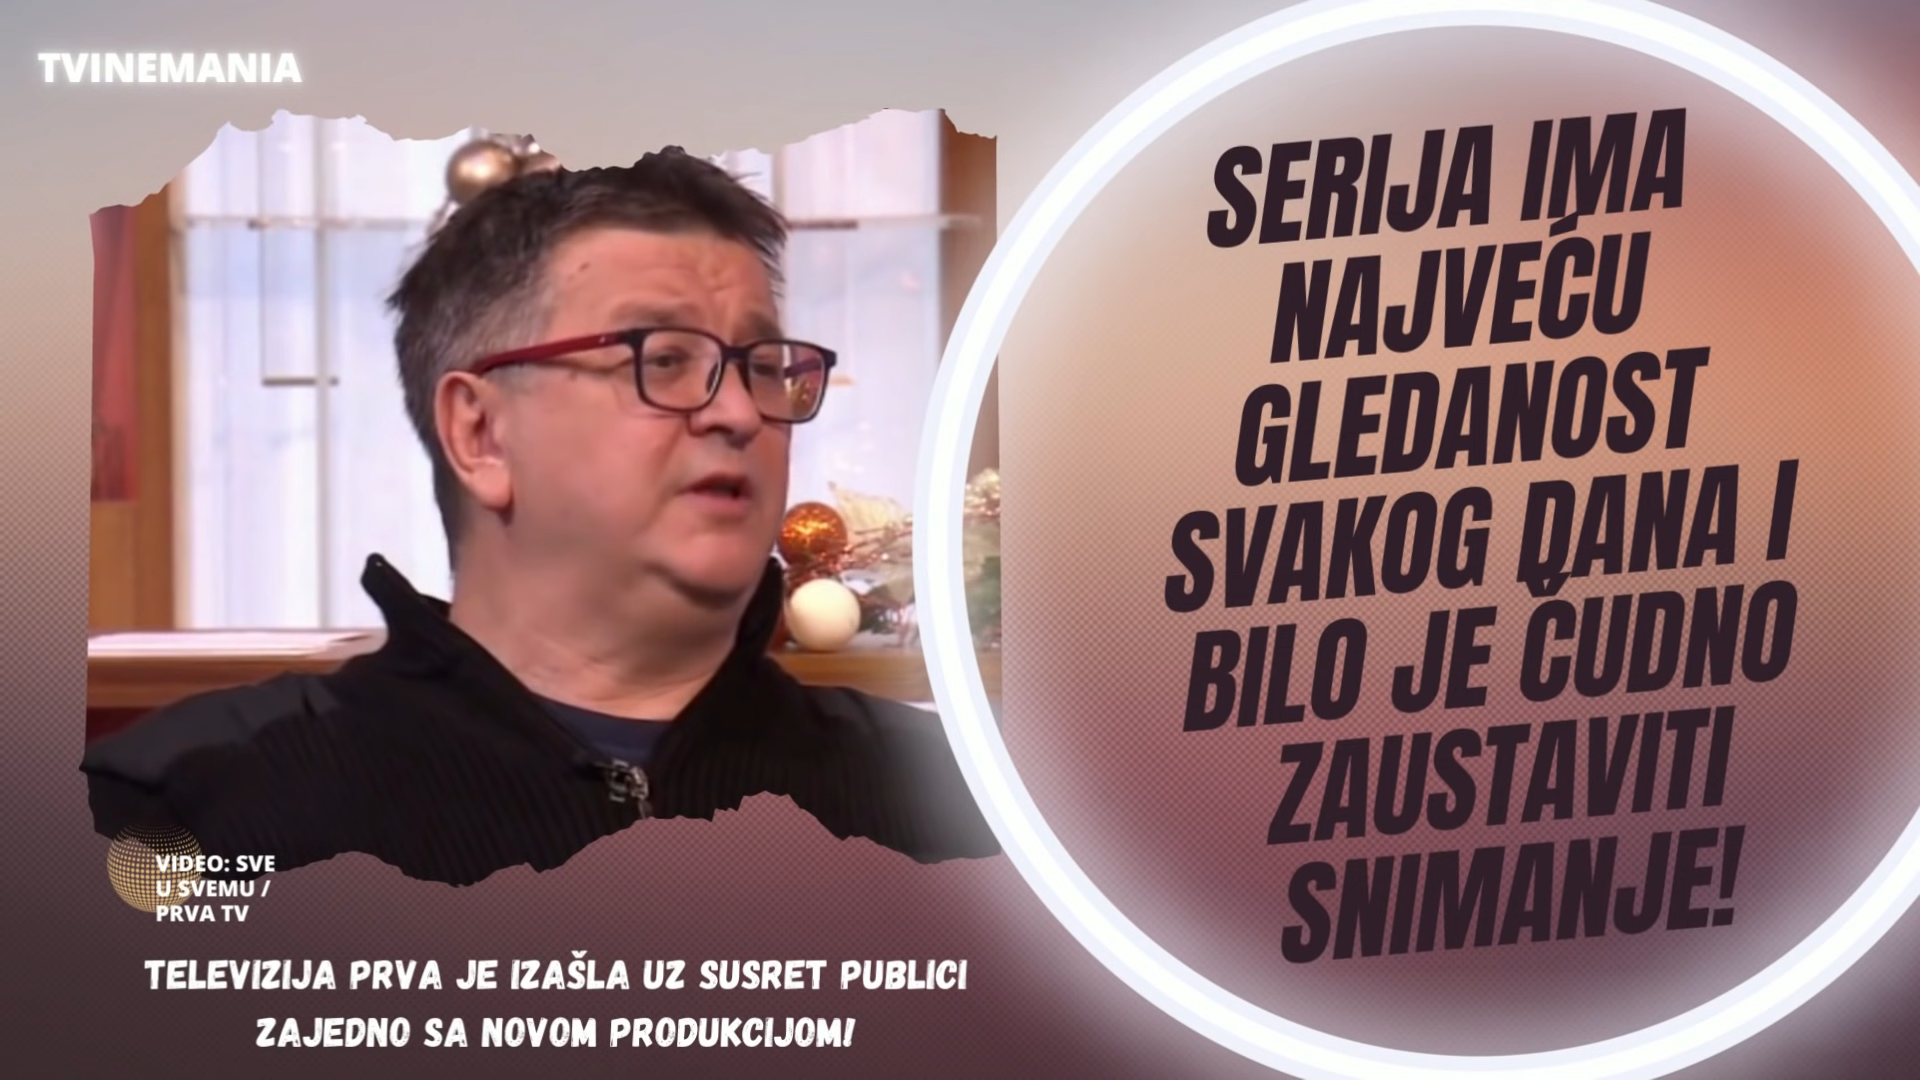 TVINEMANIA
SERIJA IMA
NAJVEĆU
GLEDANOST
SVAKOG DANA I
BILO JE ČUDNO
ZAUSTAVITI
SNIMANJE!
VIDEO: SVE
U SVEMU /
PRVA TV
TELEVIZIJA PRVA JE IZAŠLA UZ SUSRET PUBLICI
ZAJEDNO SA NOVOM PRODUKCIJOM!